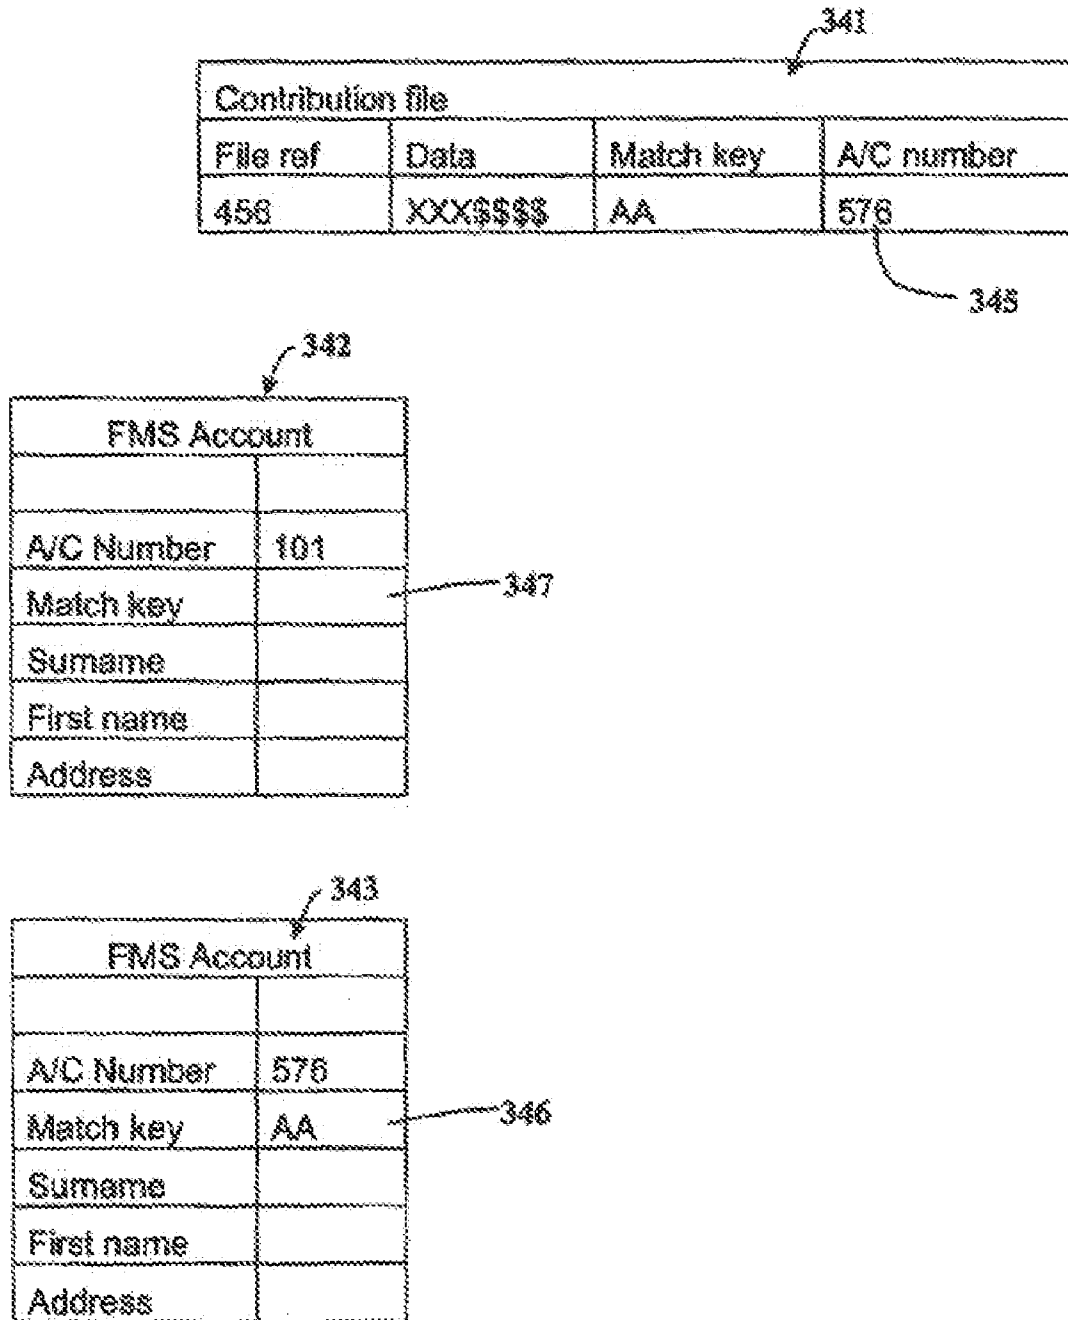 341
Contribution file
File ref Data Match key A/C number
456 XXX$$$$ AA 576
345
342
FMS Account
A/C Number 101
Match key
347
Surname
First name
Address
343
FMS Account
A/C Number 576
Match key AA
346
Surname
First name
Address